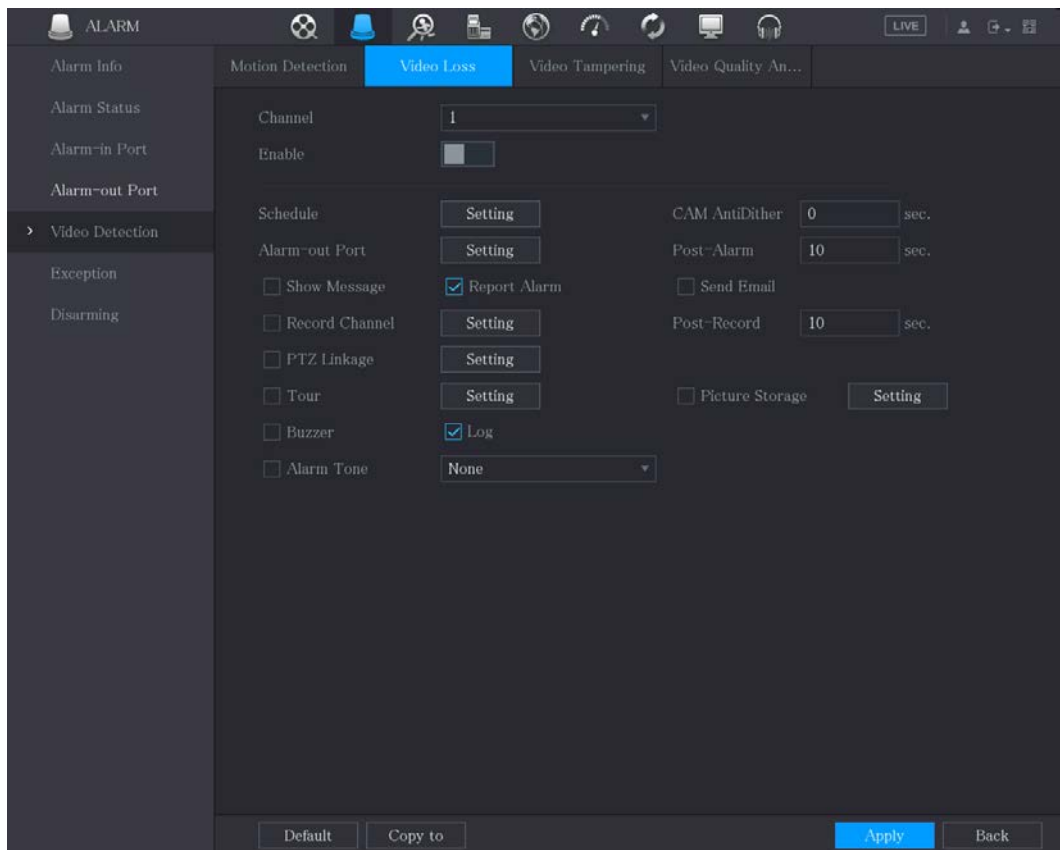 ALARM LIVE
Alarm Info
Alarm Status
Alarm-in Port
Alarm-out Port
Video Detection
Exception
Disarming
Motion Detection Video Loss Video Tampering Video Quality An...
Channel 1
Enable
Schedule Setting CAM AntiDither 0 sec.
Alarm-out Port Setting Post-Alarm 10 sec.
Show Message Report Alarm Send Email
Record Channel Setting Post-Record 10 sec.
PTZ Linkage Setting
Tour Setting Picture Storage Setting
Buzzer Log
Alarm Tone None
Default Copy to Apply Back